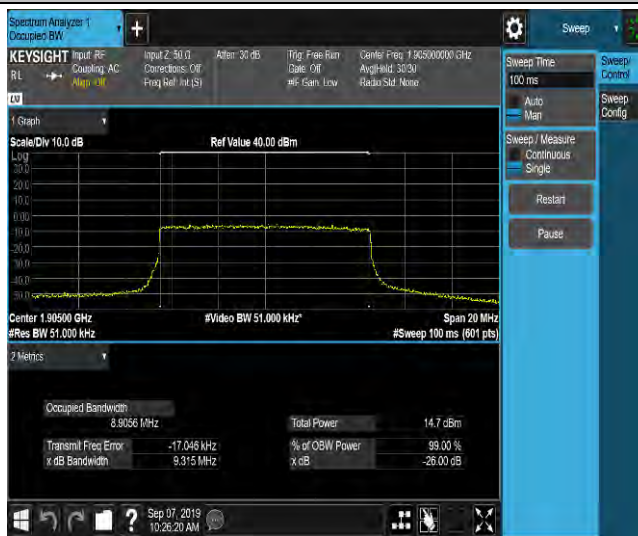 Spectrum Analyzer 1
Occupied BW
Sweep
KEYSIGHT Input: RF
Input Z: 50 Ω
Atten: 30 dB
Trig: Free Run
Center Freq: 1.905000000 GHz
RL
Coupling: AC
Corrections: Off
Gate: Off
Avg|Hold: 30/30
Align: Off
Freq Ref: Int (S)
#IF Gain: Low
Radio Std: None
LXI
Sweep Time
100 ms
Auto
Man
Sweep / Measure
Continuous
Single
Restart
Pause
Sweep/
Control
Sweep
Config
1 Graph
Scale/Div 10.0 dB
Ref Value 40.00 dBm
Log
30.0
20.0
10.0
0.00
-10.0
-20.0
-30.0
-40.0
-50.0
Center 1.90500 GHz
#Video BW 51.000 kHz*
Span 20 MHz
#Res BW 51.000 kHz
#Sweep 100 ms (601 pts)
2 Metrics
Occupied Bandwidth
8.9056 MHz
Total Power
14.7 dBm
Transmit Freq Error
-17.046 kHz
% of OBW Power
99.00 %
x dB Bandwidth
9.315 MHz
x dB
-26.00 dB
?
Sep 07, 2019
10:26:20 AM